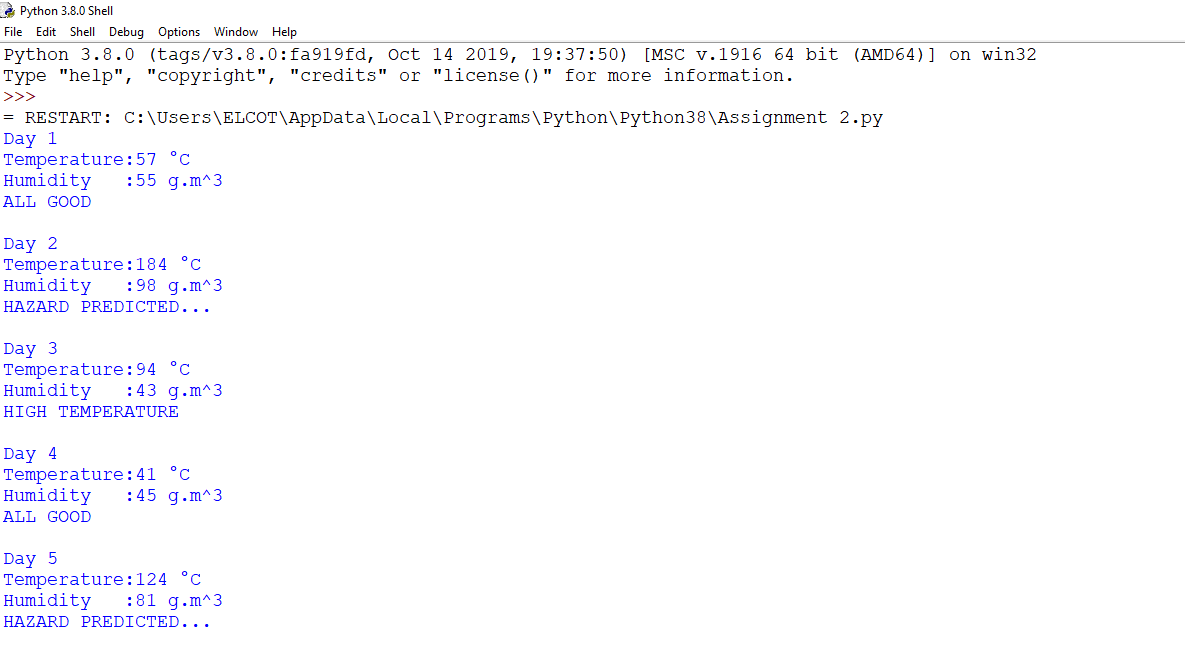 Python 3.8.0 Shell
File Edit Shell Debug Options Window Help
Python 3.8.0 (tags/v3.8.0:fa919fd, Oct 14 2019, 19:37:50) [MSC v.1916 64 bit (AMD64)] on win32
Type "help", "copyright", "credits" or "license()" for more information.
>>>
= RESTART: C:\Users\ELCOT\AppData\Local\Programs\Python\Python38\Assignment 2.py
Day 1
Temperature:57 °C
Humidity   :55 g.m^3
ALL GOOD

Day 2
Temperature:184 °C
Humidity   :98 g.m^3
HAZARD PREDICTED...

Day 3
Temperature:94 °C
Humidity   :43 g.m^3
HIGH TEMPERATURE

Day 4
Temperature:41 °C
Humidity   :45 g.m^3
ALL GOOD

Day 5
Temperature:124 °C
Humidity   :81 g.m^3
HAZARD PREDICTED...